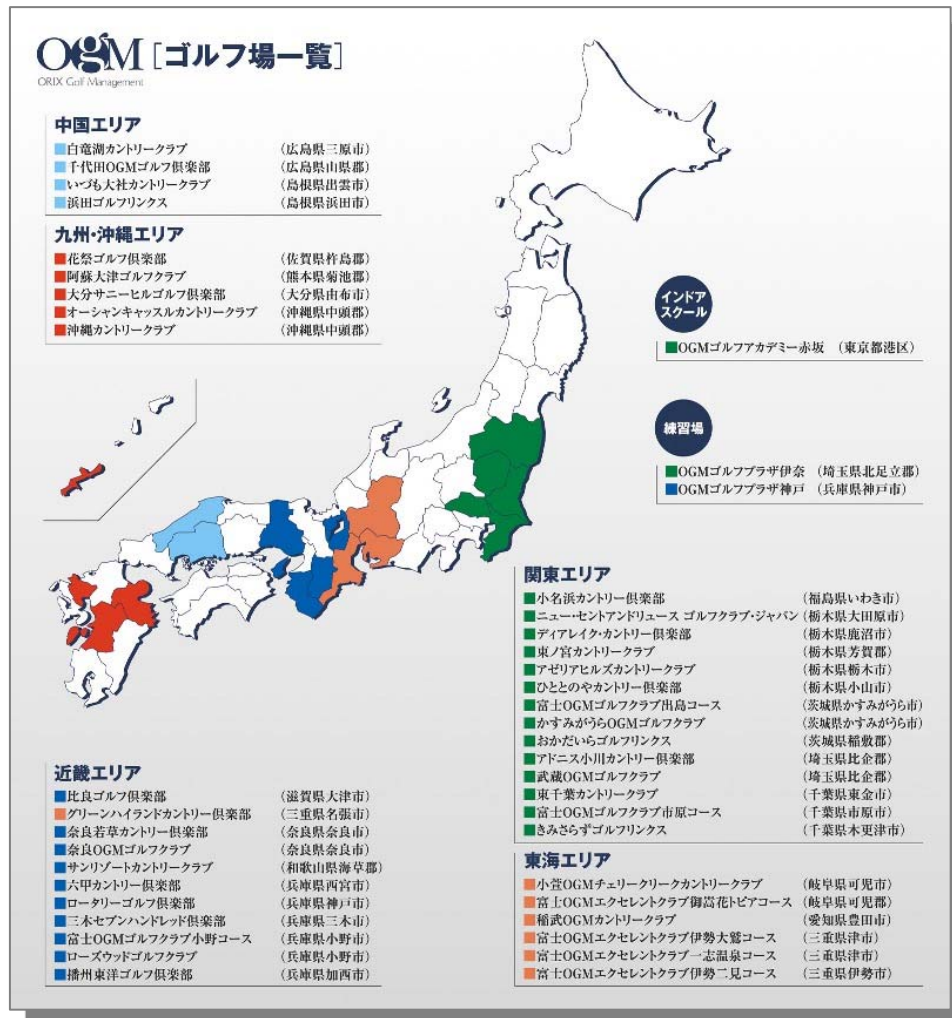 OGM［ゴルフ場一覧］
ORIX Golf Management
中国エリア
白竜湖カントリークラブ （広島県三原市）
千代田OGMゴルフ倶楽部 （広島県山県郡）
いづも大社カントリークラブ （島根県出雲市）
浜田ゴルフリンクス （島根県浜田市）
九州・沖縄エリア
花祭ゴルフ倶楽部 （佐賀県杵島郡）
阿蘇大津ゴルフクラブ （熊本県菊池郡）
大分サニーヒルゴルフ倶楽部 （大分県由布市）
オーシャンキャッスルカントリークラブ （沖縄県中頭郡）
沖縄カントリークラブ （沖縄県中頭郡）
インドア
スクール
OGMゴルフアカデミー赤坂 （東京都港区）
練習場
OGMゴルフプラザ伊奈 （埼玉県北足立郡）
OGMゴルフプラザ神戸 （兵庫県神戸市）
関東エリア
小名浜カントリー倶楽部 （福島県いわき市）
ニュー・セントアンドリュース ゴルフクラブ・ジャパン （栃木県大田原市）
ディアレイク・カントリー倶楽部 （栃木県鹿沼市）
東ノ宮カントリークラブ （栃木県芳賀郡）
アゼリアヒルズカントリークラブ （栃木県栃木市）
ひととのやカントリー倶楽部 （栃木県小山市）
富士OGMゴルフクラブ出島コース （茨城県かすみがうら市）
かすみがうらOGMゴルフクラブ （茨城県かすみがうら市）
おかだいらゴルフリンクス （茨城県稲敷郡）
アドニス小川カントリー倶楽部 （埼玉県比企郡）
武蔵OGMゴルフクラブ （埼玉県比企郡）
東千葉カントリークラブ （千葉県東金市）
富士OGMゴルフクラブ市原コース （千葉県市原市）
きみさらずゴルフリンクス （千葉県木更津市）
近畿エリア
比良ゴルフ倶楽部 （滋賀県大津市）
グリーンハイランドカントリー倶楽部 （三重県名張市）
奈良若草カントリー倶楽部 （奈良県奈良市）
奈良OGMゴルフクラブ （奈良県奈良市）
サンリゾートカントリークラブ （和歌山県海草郡）
六甲カントリー倶楽部 （兵庫県西宮市）
ロータリーゴルフ倶楽部 （兵庫県神戸市）
三木セブンハンドレッド倶楽部 （兵庫県三木市）
富士OGMゴルフクラブ小野コース （兵庫県小野市）
ローズウッドゴルフクラブ （兵庫県小野市）
播州東洋ゴルフ倶楽部 （兵庫県加西市）
東海エリア
小萱OGMチェリークリークカントリークラブ （岐阜県可児市）
富士OGMエクセレントクラブ御嵩花トピアコース （岐阜県可児郡）
稲武OGMカントリークラブ （愛知県豊田市）
富士OGMエクセレントクラブ伊勢大鷲コース （三重県津市）
富士OGMエクセレントクラブ一志温泉コース （三重県津市）
富士OGMエクセレントクラブ伊勢二見コース （三重県伊勢市）